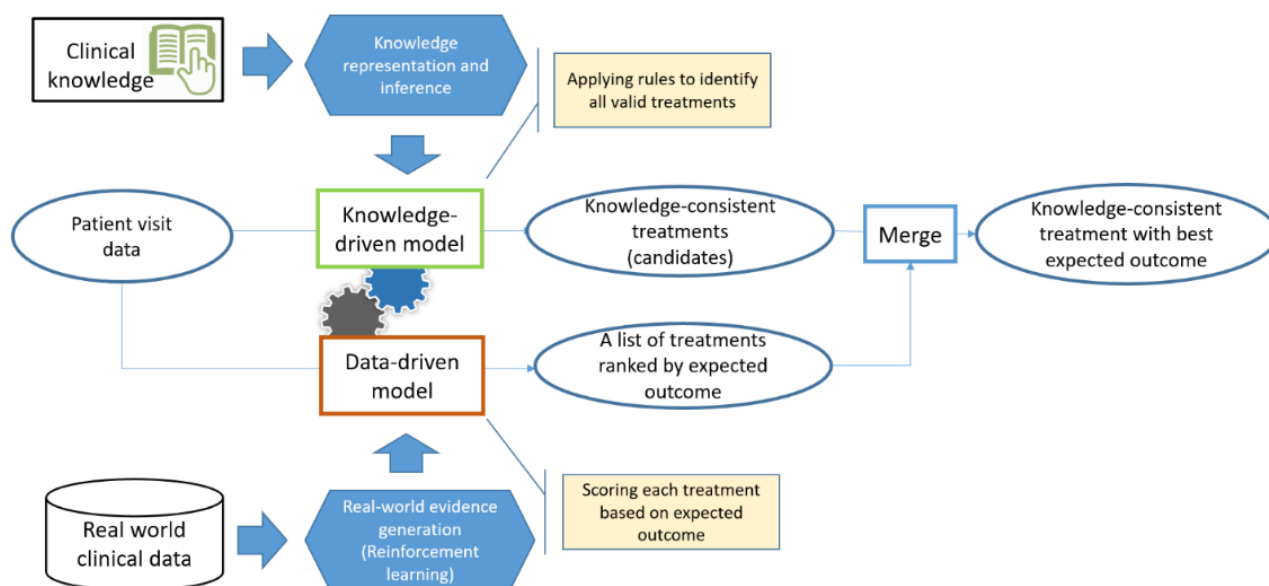 Clinical
knowledge
Knowledge
representation and
inference
Applying rules to identify
all valid treatments
Patient visit
data
Knowledge-
driven model
Knowledge-consistent
treatments
(candidates)
Merge
Knowledge-consistent
treatment with best
expected outcome
Data-driven
model
A list of treatments
ranked by expected
outcome
Real world
clinical data
Real-world evidence
generation
(Reinforcement
learning)
Scoring each treatment
based on expected
outcome